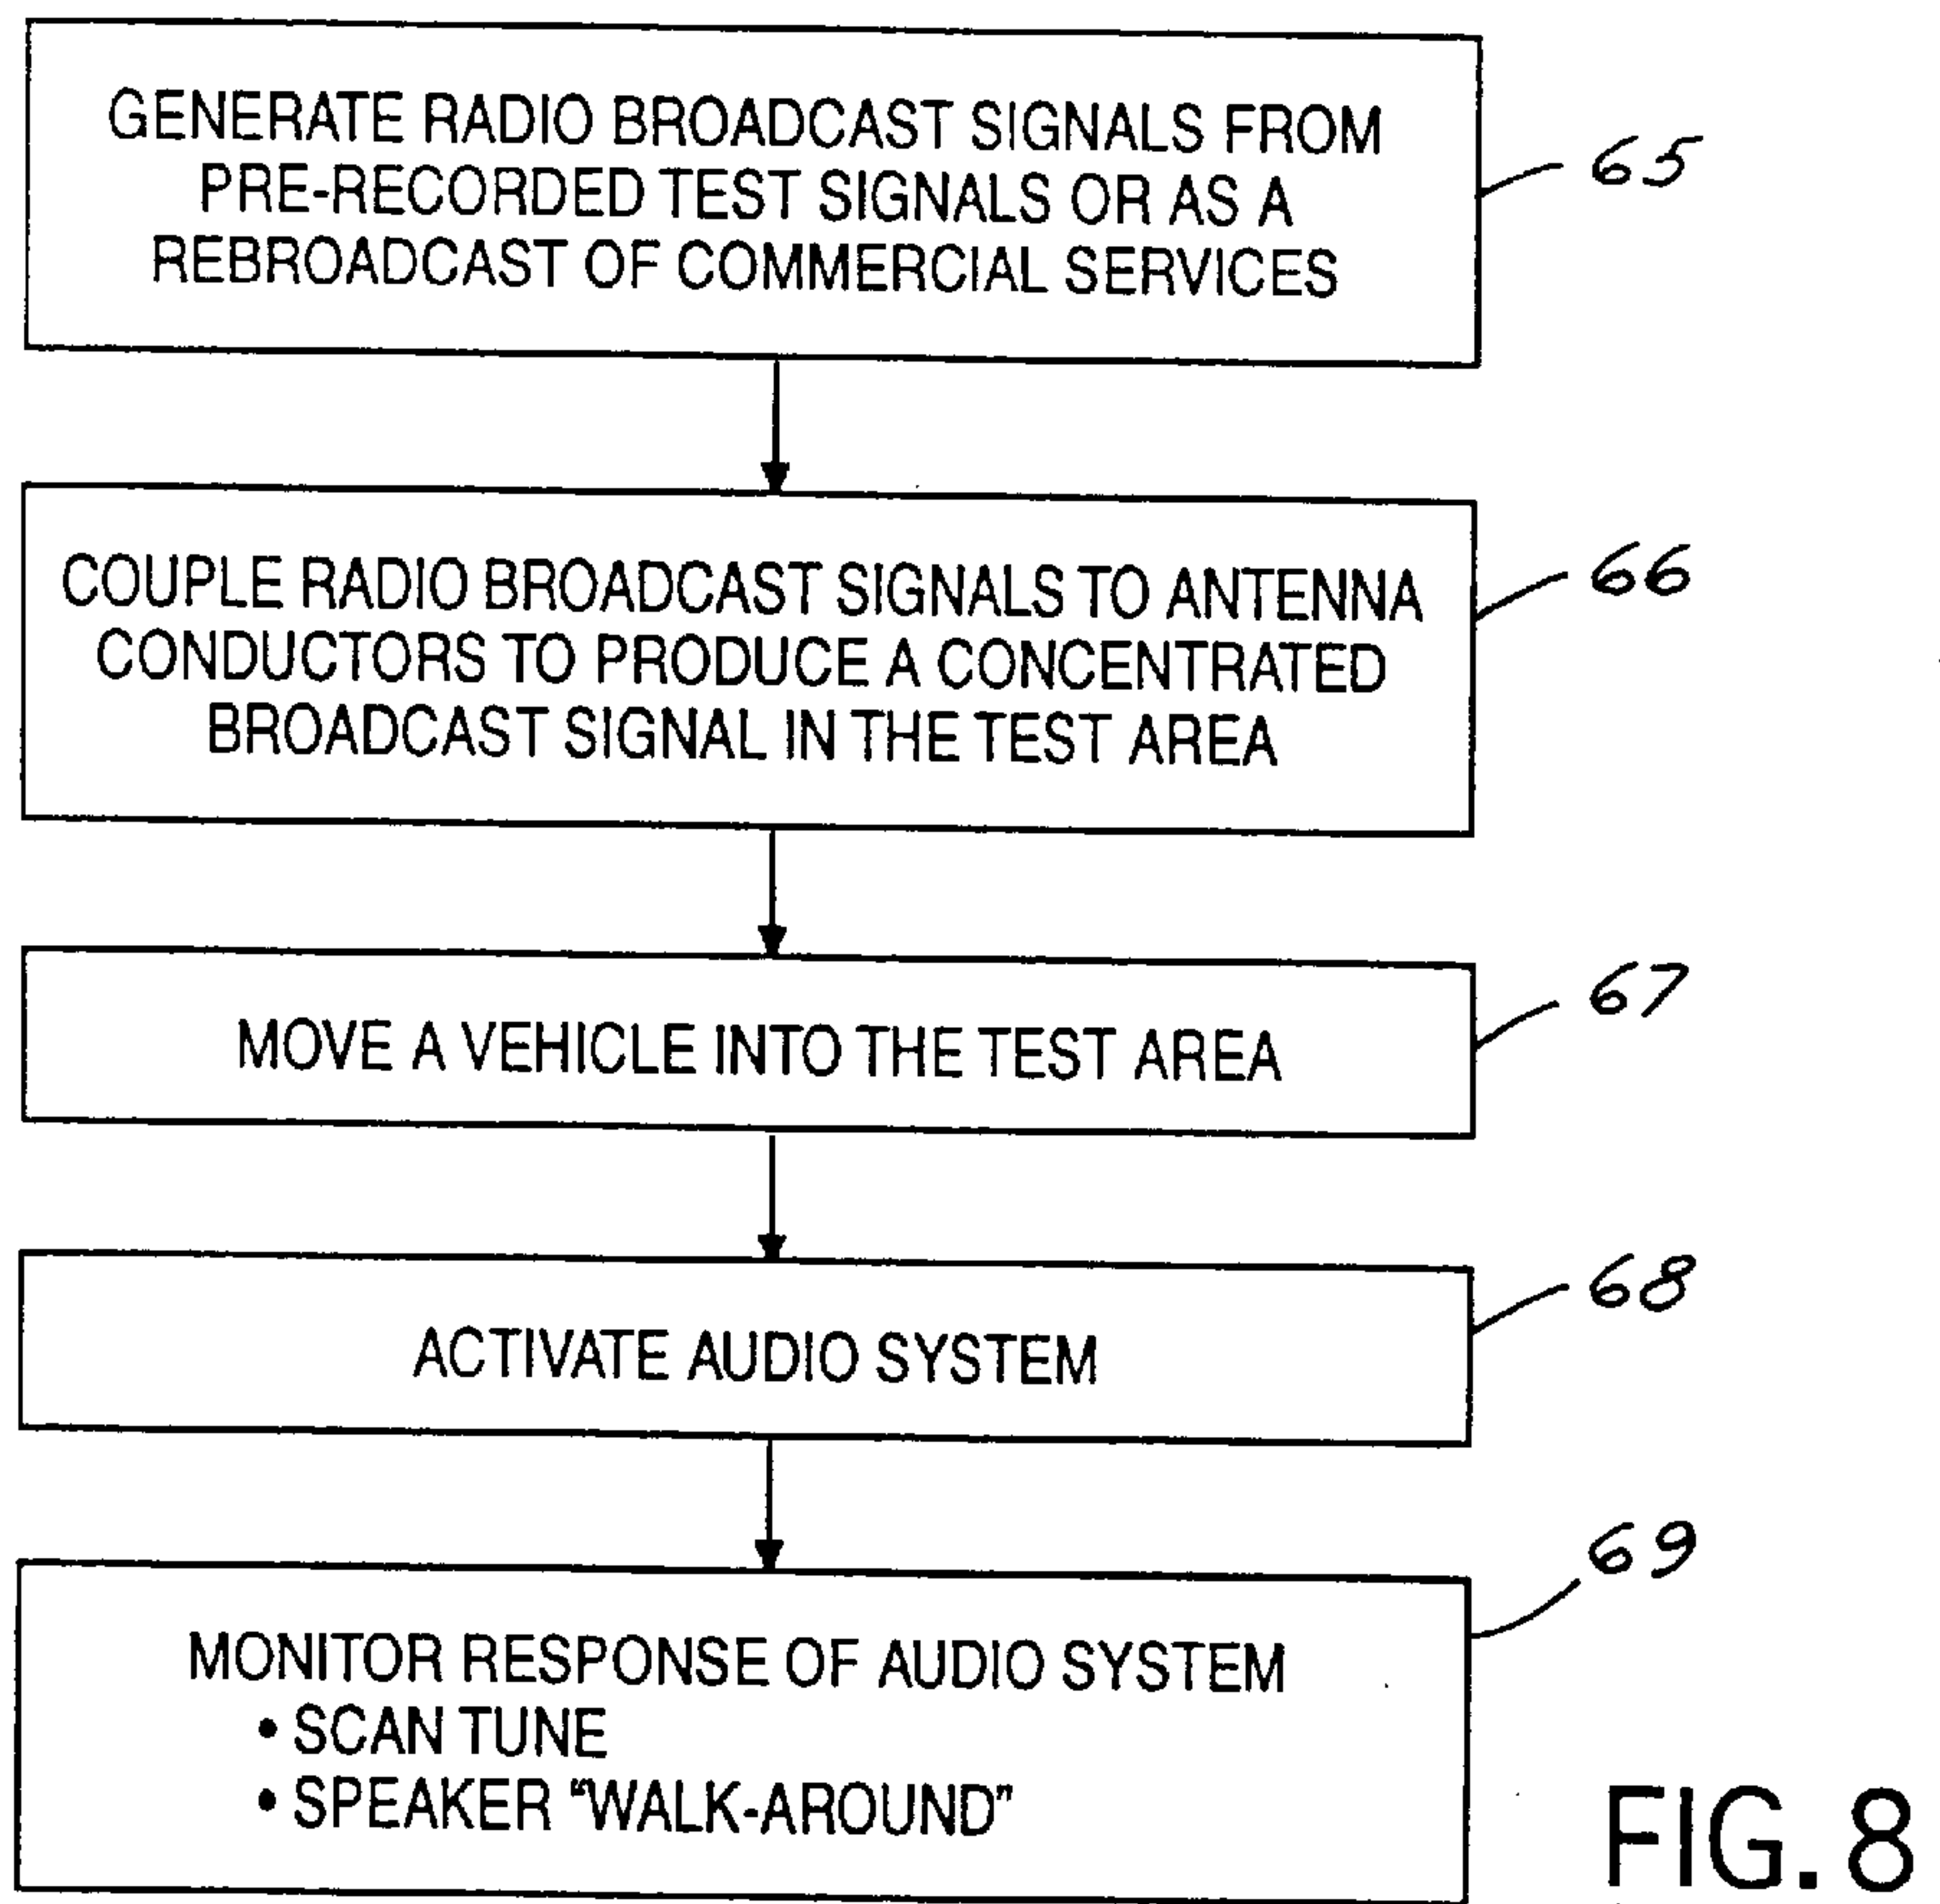 GENERATE RADIO BROADCAST SIGNALS FROM
PRE-RECORDED TEST SIGNALS OR AS A
REBROADCAST OF COMMERCIAL SERVICES
65
COUPLE RADIO BROADCAST SIGNALS TO ANTENNA
CONDUCTORS TO PRODUCE A CONCENTRATED
BROADCAST SIGNAL IN THE TEST AREA
66
MOVE A VEHICLE INTO THE TEST AREA
67
ACTIVATE AUDIO SYSTEM
68
MONITOR RESPONSE OF AUDIO SYSTEM
• SCAN TUNE
• SPEAKER “WALK-AROUND”
69
FIG. 8